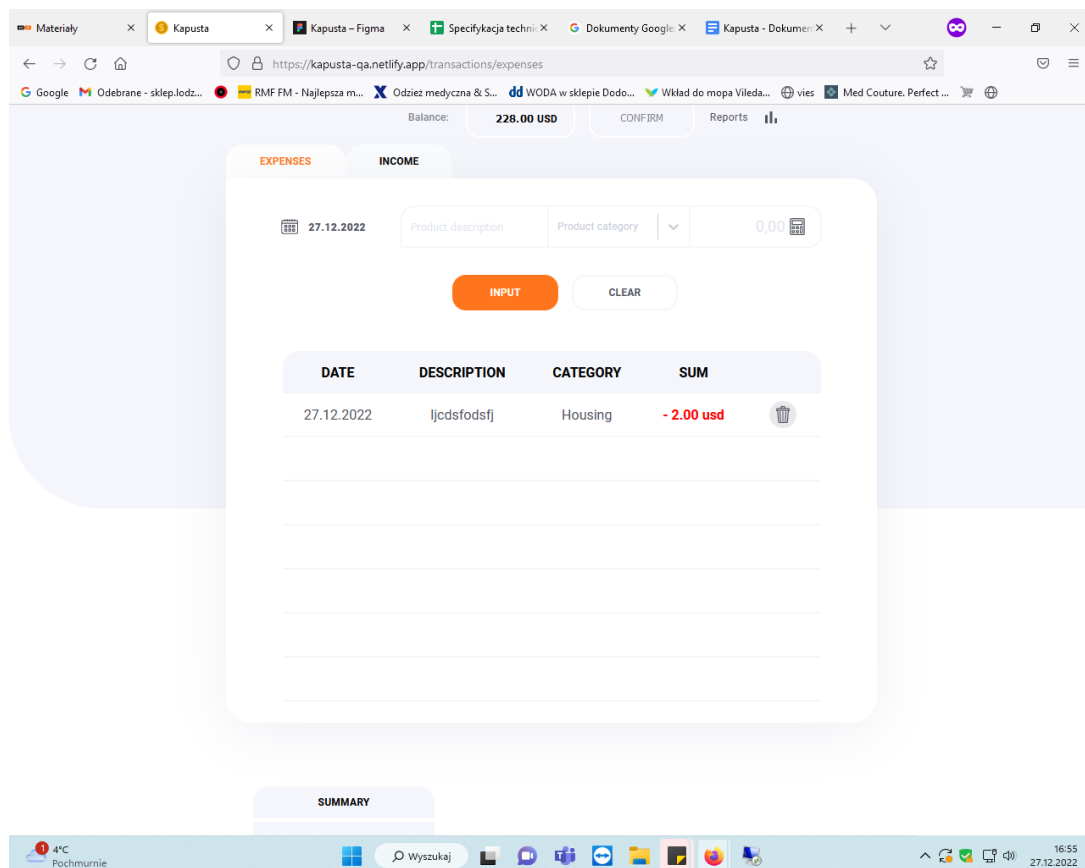 Materiały
Kapusta
Kapusta – Figma
Specyfikacja technic
Dokumenty Google
Kapusta - Dokumen
https://kapusta-qa.netlify.app/transactions/expenses
Google
Odebrane - sklep.lodz...
RMF FM - Najlepsza m...
Odzież medyczna & S...
dd WODA w sklepie Dodo...
Wkład do mopa Vileda...
vies
Med Couture. Perfect ...
Balance:
228.00 USD
CONFIRM
Reports
EXPENSES
INCOME
27.12.2022
Product description
Product category
0,00
INPUT
CLEAR
DATE DESCRIPTION CATEGORY SUM
27.12.2022 ljcdsfodsfj Housing - 2.00 usd
SUMMARY
1
4°C
Pochmurnie
Wyszukaj
16:55
27.12.2022